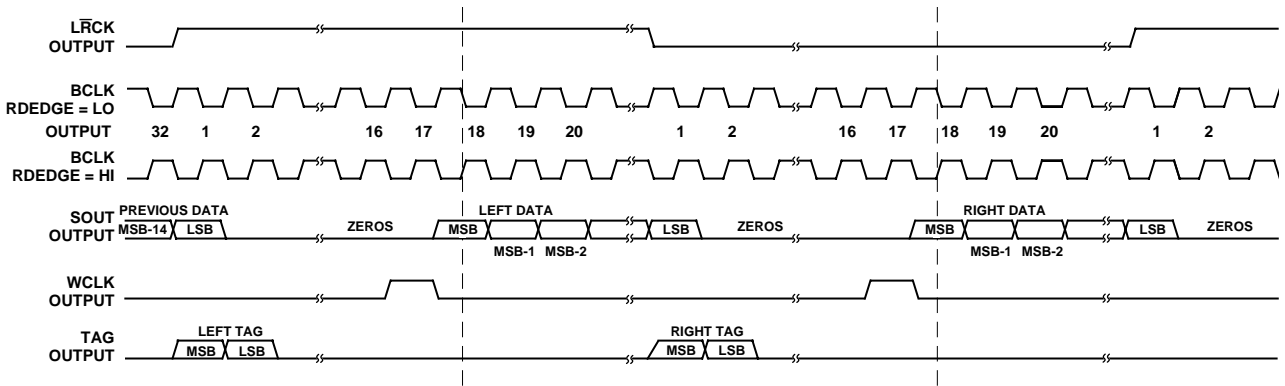 LR̅CK
OUTPUT
BCLK
RDEDGE = LO
OUTPUT 32 1 2 16 17 18 19 20 1 2 16 17 18 19 20 1 2
BCLK
RDEDGE = HI
SOUT
OUTPUT
PREVIOUS DATA LEFT DATA RIGHT DATA
MSB-14 LSB ZEROS MSB LSB ZEROS MSB LSB ZEROS
MSB-1 MSB-2 MSB-1 MSB-2
WCLK
OUTPUT
TAG
OUTPUT
LEFT TAG RIGHT TAG
MSB LSB MSB LSB